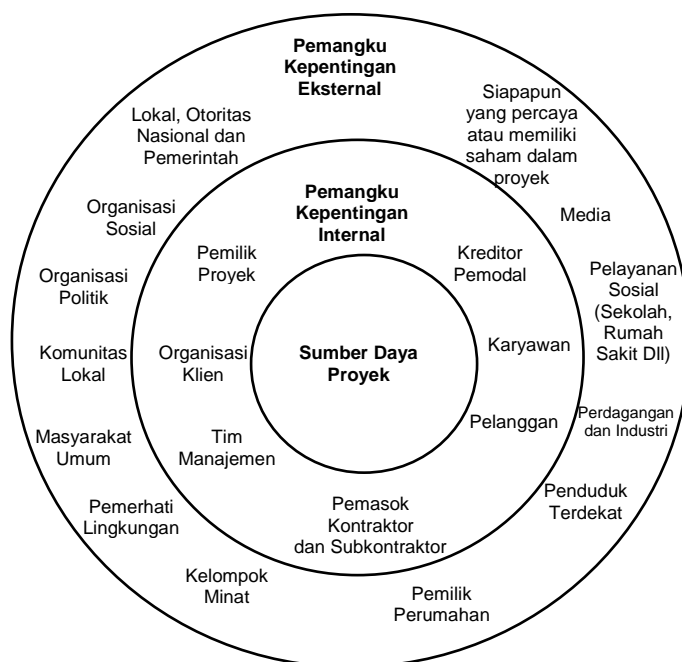 Pemangku
Kepentingan
Eksternal
Siapapun
yang percaya
atau memiliki
saham dalam
proyek
Lokal, Otoritas
Nasional dan
Pemerintah
Organisasi
Sosial
Organisasi
Politik
Komunitas
Lokal
Masyarakat
Umum
Pemerhati
Lingkungan
Kelompok
Minat
Pemilik
Perumahan
Penduduk
Terdekat
Perdagangan
dan Industri
Pelayanan
Sosial
(Sekolah,
Rumah
Sakit Dll)
Media
Pemangku
Kepentingan
Internal
Pemilik
Proyek
Organisasi
Klien
Tim
Manajemen
Pemasok
Kontraktor
dan Subkontraktor
Pelanggan
Karyawan
Kreditor
Pemodal
Sumber Daya
Proyek